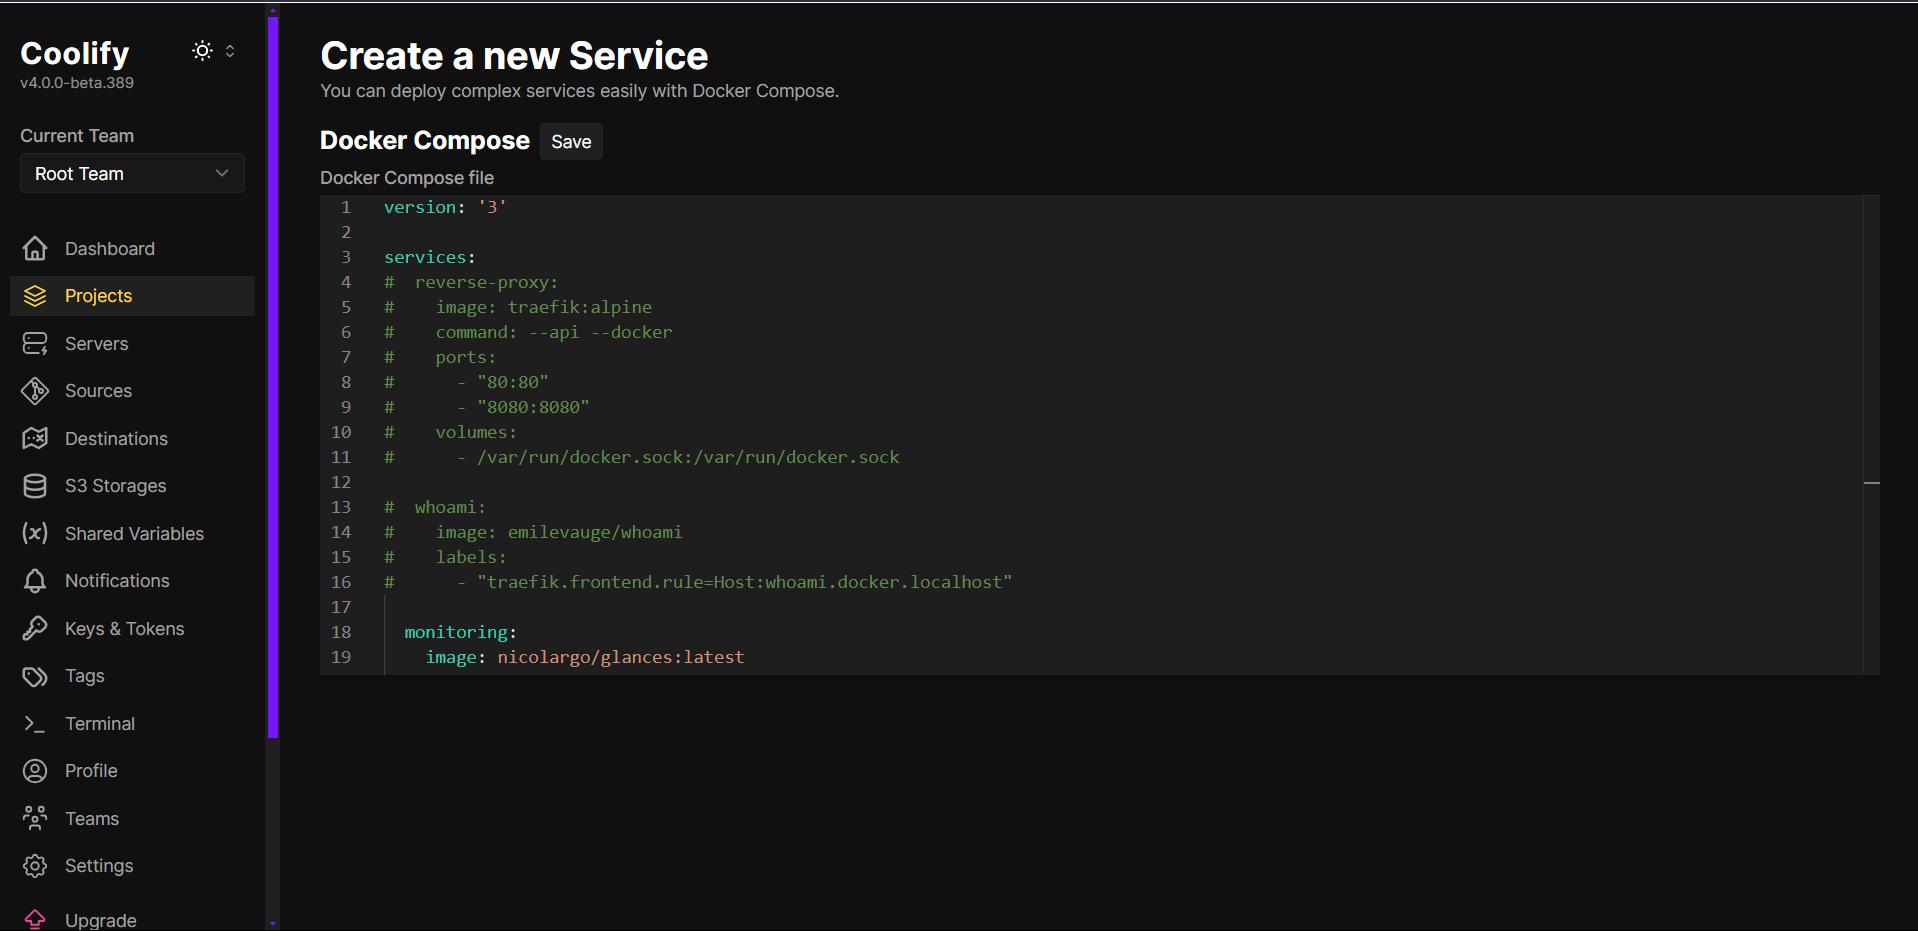 Coolify
v4.0.0-beta.389
Current Team
Root Team
Dashboard
Projects
Servers
Sources
Destinations
S3 Storages
Shared Variables
Notifications
Keys & Tokens
Tags
Terminal
Profile
Teams
Settings
Upgrade
Create a new Service
You can deploy complex services easily with Docker Compose.
Docker Compose Save
Docker Compose file
1 version: '3'
2
3 services:
4 #  reverse-proxy:
5 #    image: traefik:alpine
6 #    command: --api --docker
7 #    ports:
8 #      - "80:80"
9 #      - "8080:8080"
10 #    volumes:
11 #      - /var/run/docker.sock:/var/run/docker.sock
12
13 #  whoami:
14 #    image: emilevauge/whoami
15 #    labels:
16 #      - "traefik.frontend.rule=Host:whoami.docker.localhost"
17
18   monitoring:
19     image: nicolargo/glances:latest